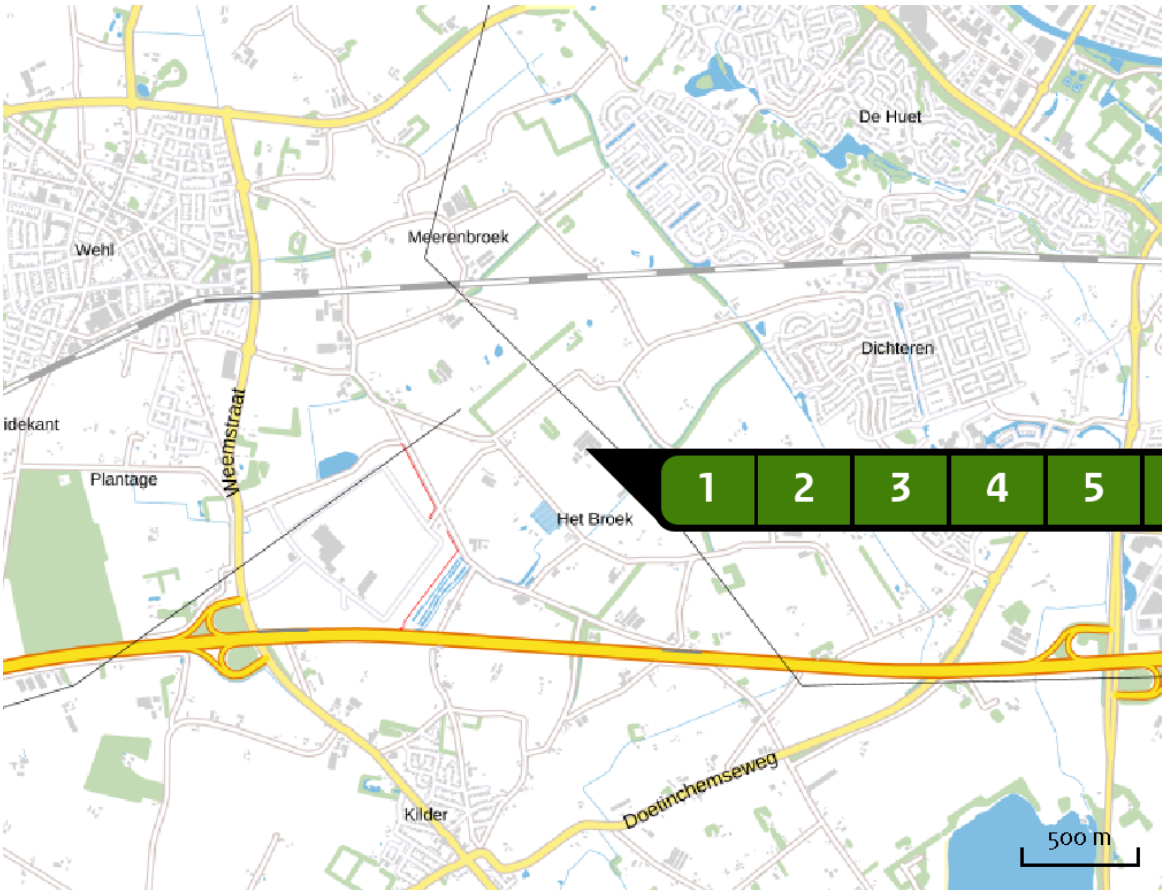 De Huet
Meerenbroek
Wehl
Dichteren
Weemstraat
idekant
Plantage
1 2 3 4 5
Het Broek
Doetinchemseweg
Kilder
500 m